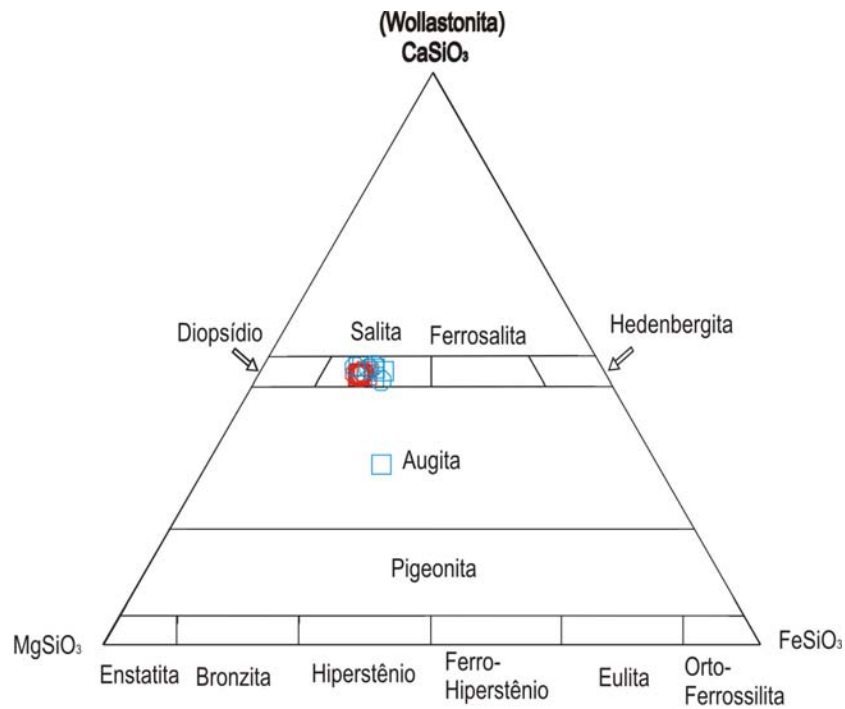 (Wollastonita)
CaSiO₃
Diopsídio
Salita
Ferrosalita
Hedenbergita
Augita
Pigeonita
MgSiO₃
FeSiO₃
Enstatita
Bronzita
Hiperstênio
Ferro-
Hiperstênio
Eulita
Orto-
Ferrossilita